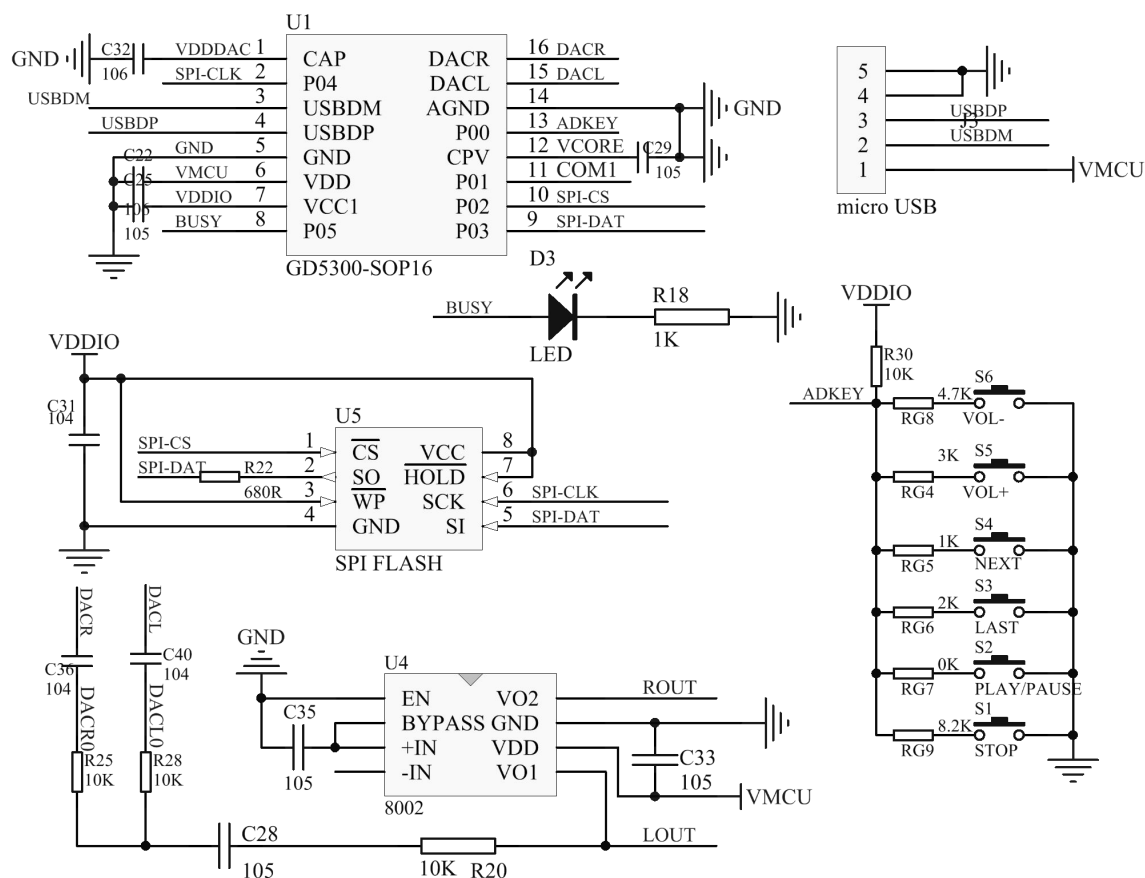 U1
GND
C32
106
VDDDAC
1
CAP
DACR
16
DACR
SPI-CLK
2
P04
DACL
15
DACL
USBDM
3
USBDM
AGND
14
GND
USBDP
4
USBDP
P00
13
ADKEY
C22
GND
5
GND
CPV
12
VCORE
C29
105
C25
VMCU
6
VDD
P01
11
COM1
VDDIO
7
VCC1
P02
10
SPI-CS
105
BUSY
8
P05
P03
9
SPI-DAT
GD5300-SOP16
5
4
3
USBDP
J3
2
USBDM
1
VMCU
micro USB
D3
BUSY
LED
R18
1K
VDDIO
C31
104
U5
SPI-CS
1
CS
VCC
8
SPI-DAT
R22
2
SO
HOLD
7
680R
3
WP
SCK
6
SPI-CLK
4
GND
SI
5
SPI-DAT
SPI FLASH
VDDIO
R30
10K
ADKEY
RG8
4.7K
S6
VOL-
RG4
3K
S5
VOL+
RG5
1K
S4
NEXT
RG6
2K
S3
LAST
RG7
0K
S2
PLAY/PAUSE
RG9
8.2K
S1
STOP
DACR
DACL
C36
104
C40
104
DACR0
DACL0
R25
10K
R28
10K
GND
U4
EN
VO2
ROUT
C35
105
BYPASS
GND
+IN
VDD
C33
105
-IN
VO1
VMCU
8002
C28
105
10K
R20
LOUT